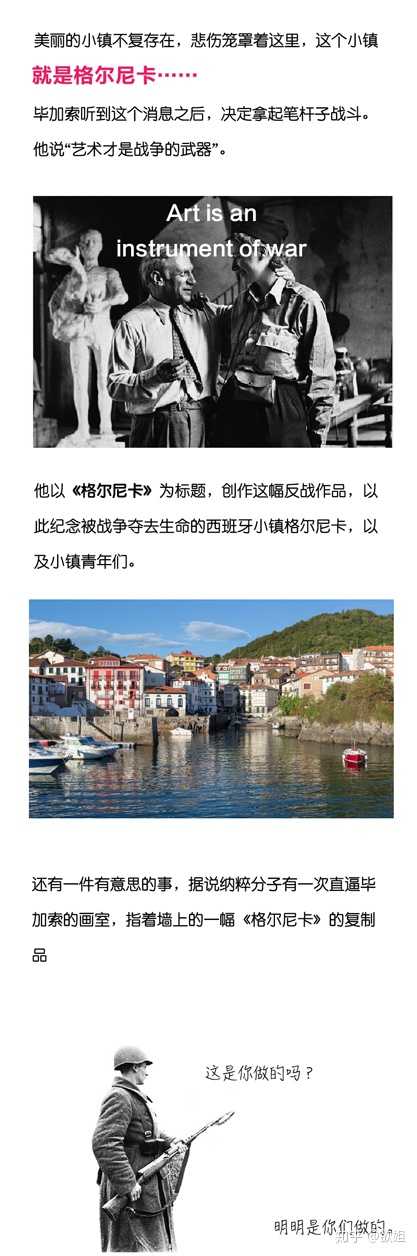 美丽的小镇不复存在，悲伤笼罩着这里，这个小镇
就是格尔尼卡……
毕加索听到这个消息之后，决定拿起笔杆子战斗。
他说“艺术才是战争的武器”。
Art is an
instrument of war
他以《格尔尼卡》为标题，创作这幅反战作品，以
此纪念被战争夺去生命的西班牙小镇格尔尼卡，以
及小镇青年们。
还有一件有意思的事，据说纳粹分子有一次直逼毕
加索的画室，指着墙上的一幅《格尔尼卡》的复制
品
这是你做的吗？
明明是你们做的。
知乎